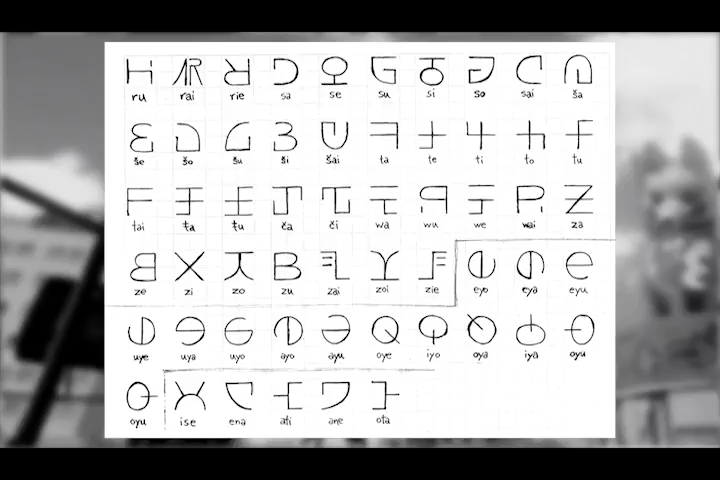 ru rai rie sa se su si so sai ša
še šo šu ši šai ta te ti to tu
tai ŧa ŧu ča či wa wu we wai za
ze zi zo zu zai zoi zie eyo eya eyu
uye uya uyo ayo ayu oye iyo oya iya oyu
oyu ise ena ati ane ota